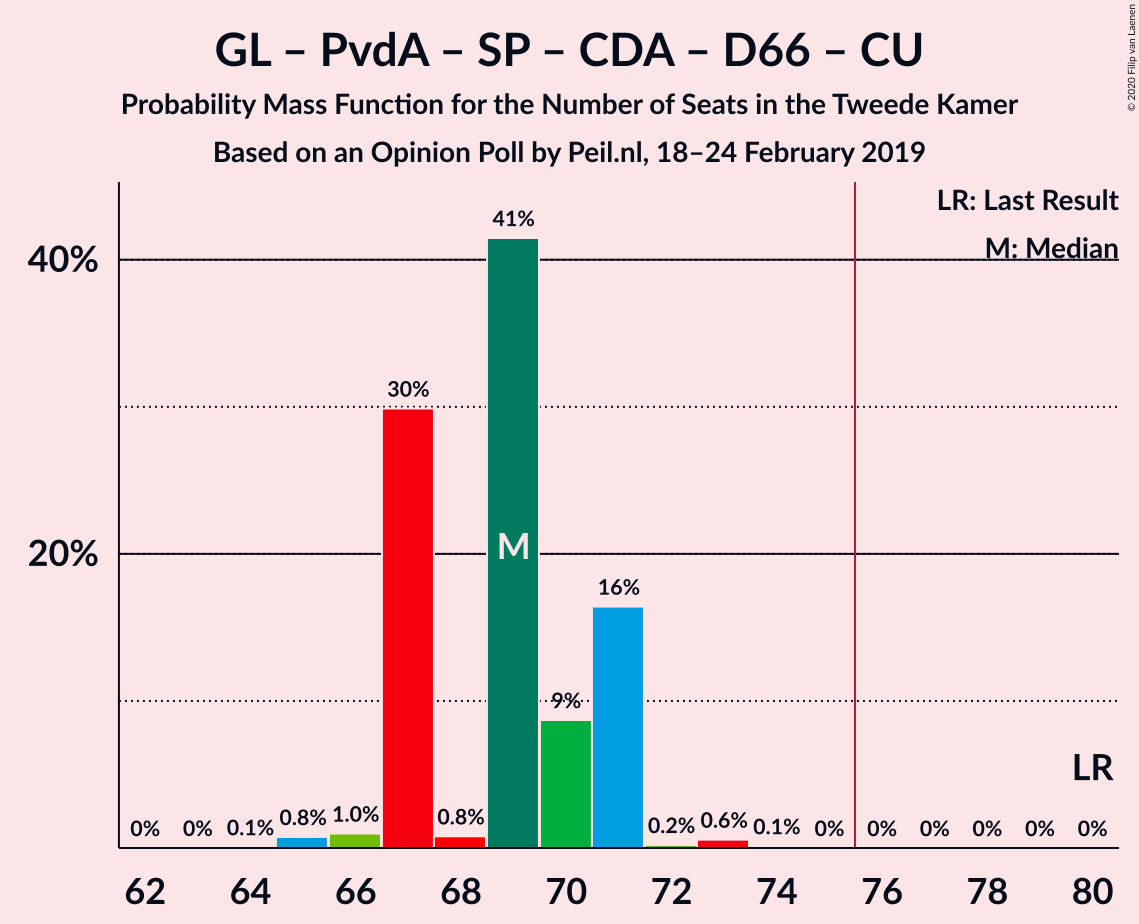 GL – PvdA – SP – CDA – D66 – CU
Probability Mass Function for the Number of Seats in the Tweede Kamer
Based on an Opinion Poll by Peil.nl, 18–24 February 2019
© 2020 Filip van Laenen
LR: Last Result
M: Median
40%
20%
41%
30%
M
16%
9%
LR
0% 0% 0.1% 0.8% 1.0% 0.8% 0.2% 0.6% 0.1% 0% 0% 0% 0% 0% 0%
62 64 66 68 70 72 74 76 78 80